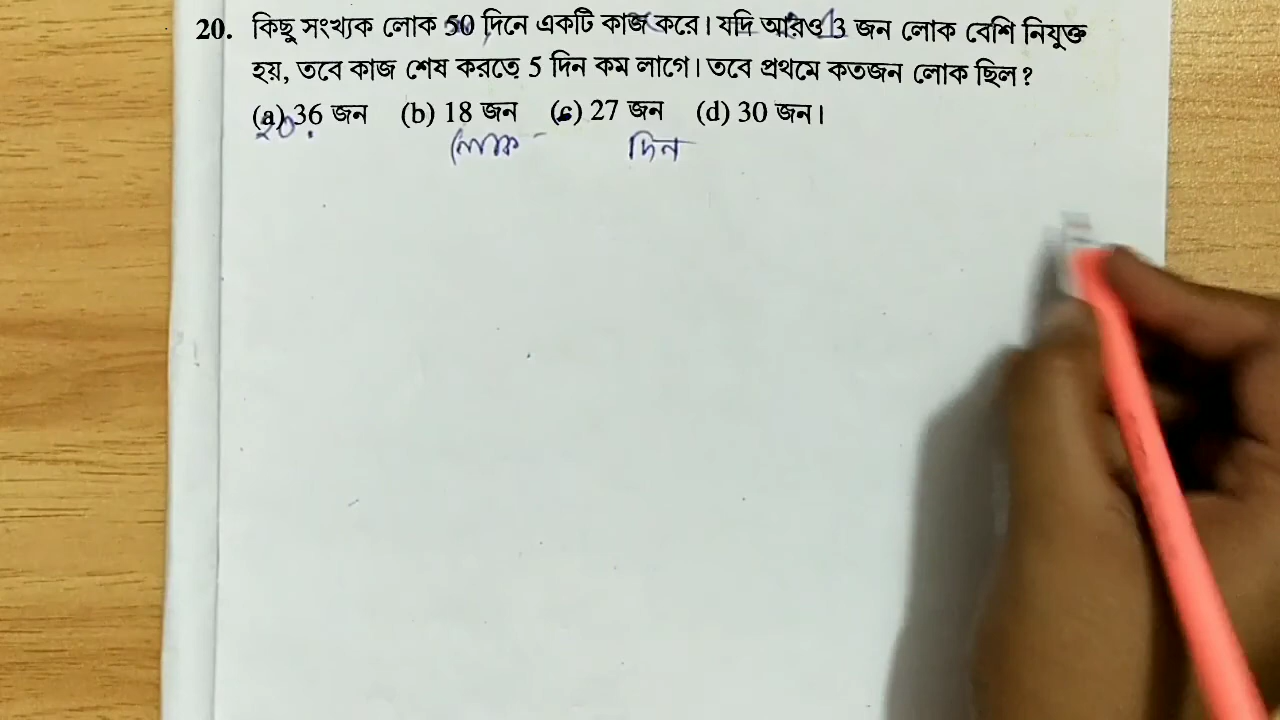 20. কিছু সংখ্যক লোক 50 দিনে একটি কাজ করে। যদি আরও 3 জন লোক বেশি নিযুক্ত
হয়, তবে কাজ শেষ করতে 5 দিন কম লাগে। তবে প্রথমে কতজন লোক ছিল?
(a) 36 জন (b) 18 জন (c) 27 জন (d) 30 জন।
20. লোক দিন